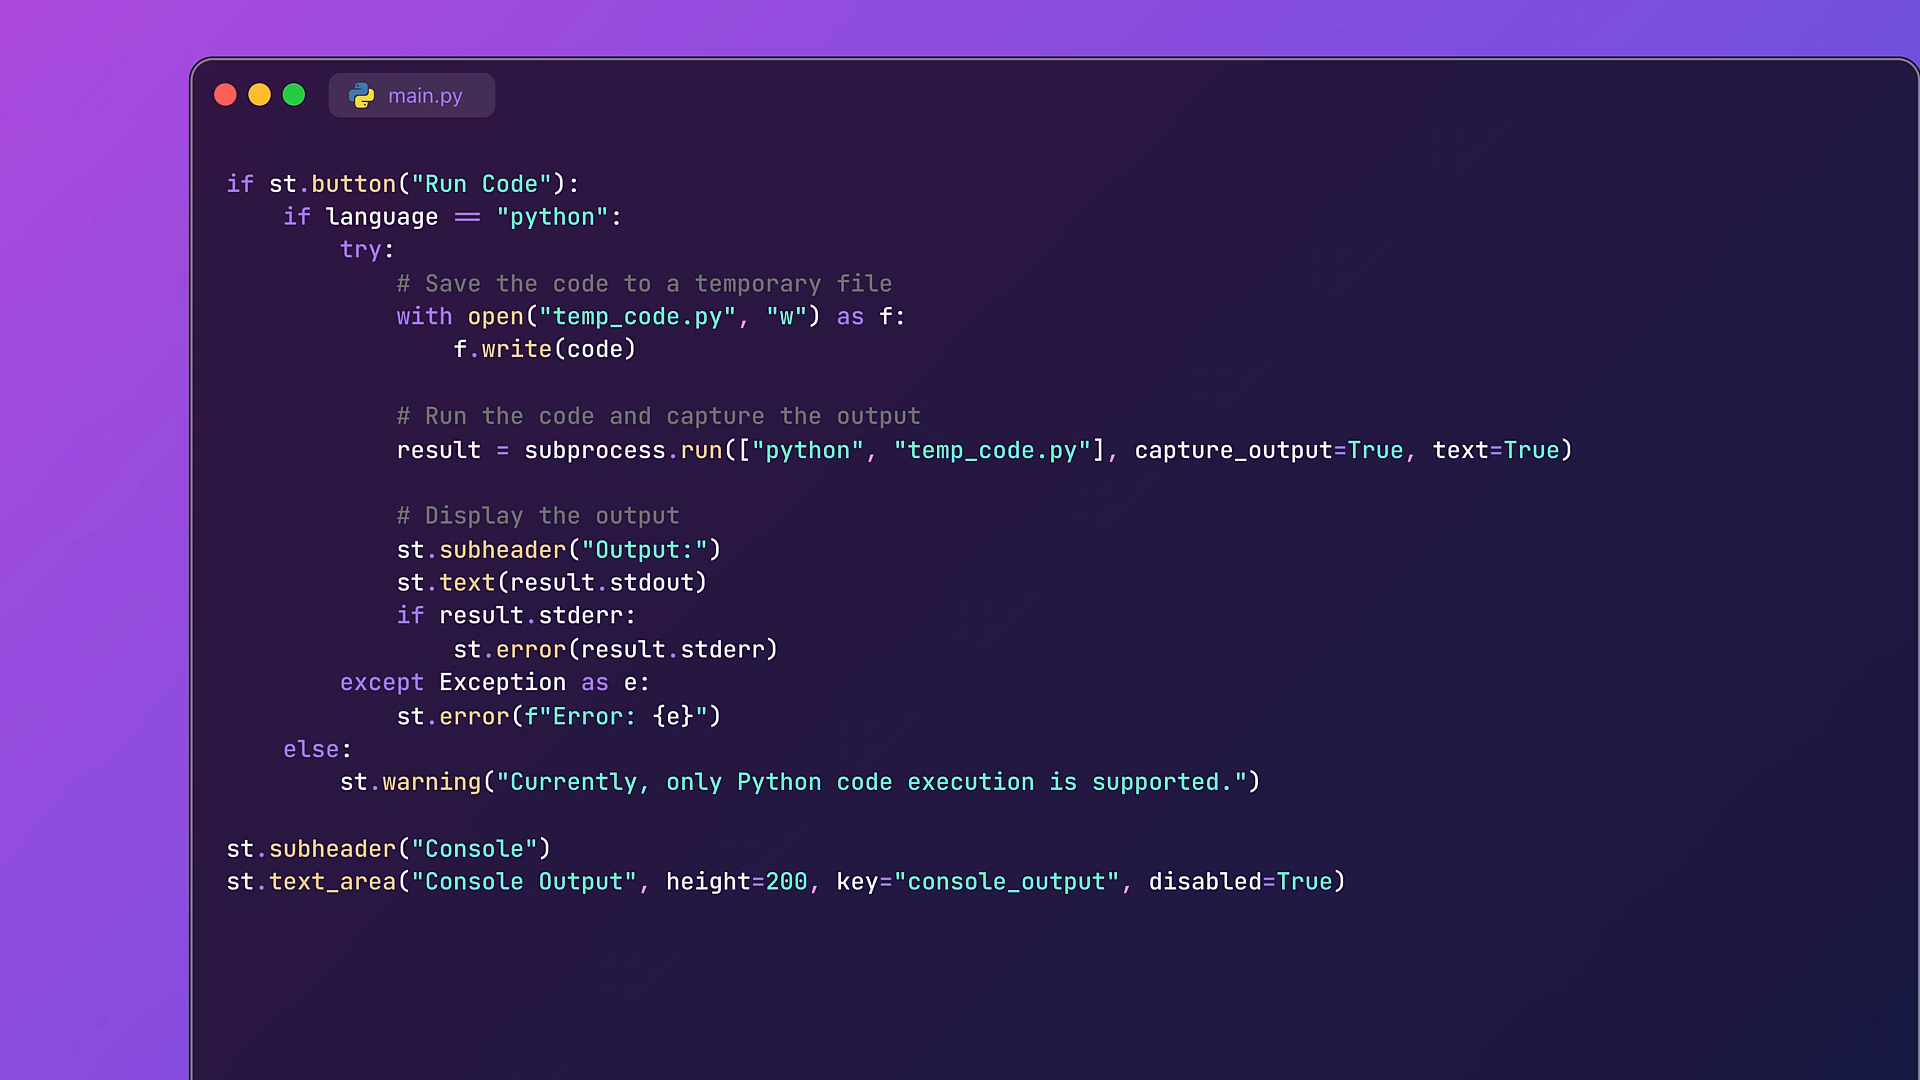 main.py
if st.button("Run Code"):
    if language == "python":
        try:
            # Save the code to a temporary file
            with open("temp_code.py", "w") as f:
                f.write(code)

            # Run the code and capture the output
            result = subprocess.run(["python", "temp_code.py"], capture_output=True, text=True)

            # Display the output
            st.subheader("Output:")
            st.text(result.stdout)
            if result.stderr:
                st.error(result.stderr)
        except Exception as e:
            st.error(f"Error: {e}")
    else:
        st.warning("Currently, only Python code execution is supported.")

st.subheader("Console")
st.text_area("Console Output", height=200, key="console_output", disabled=True)